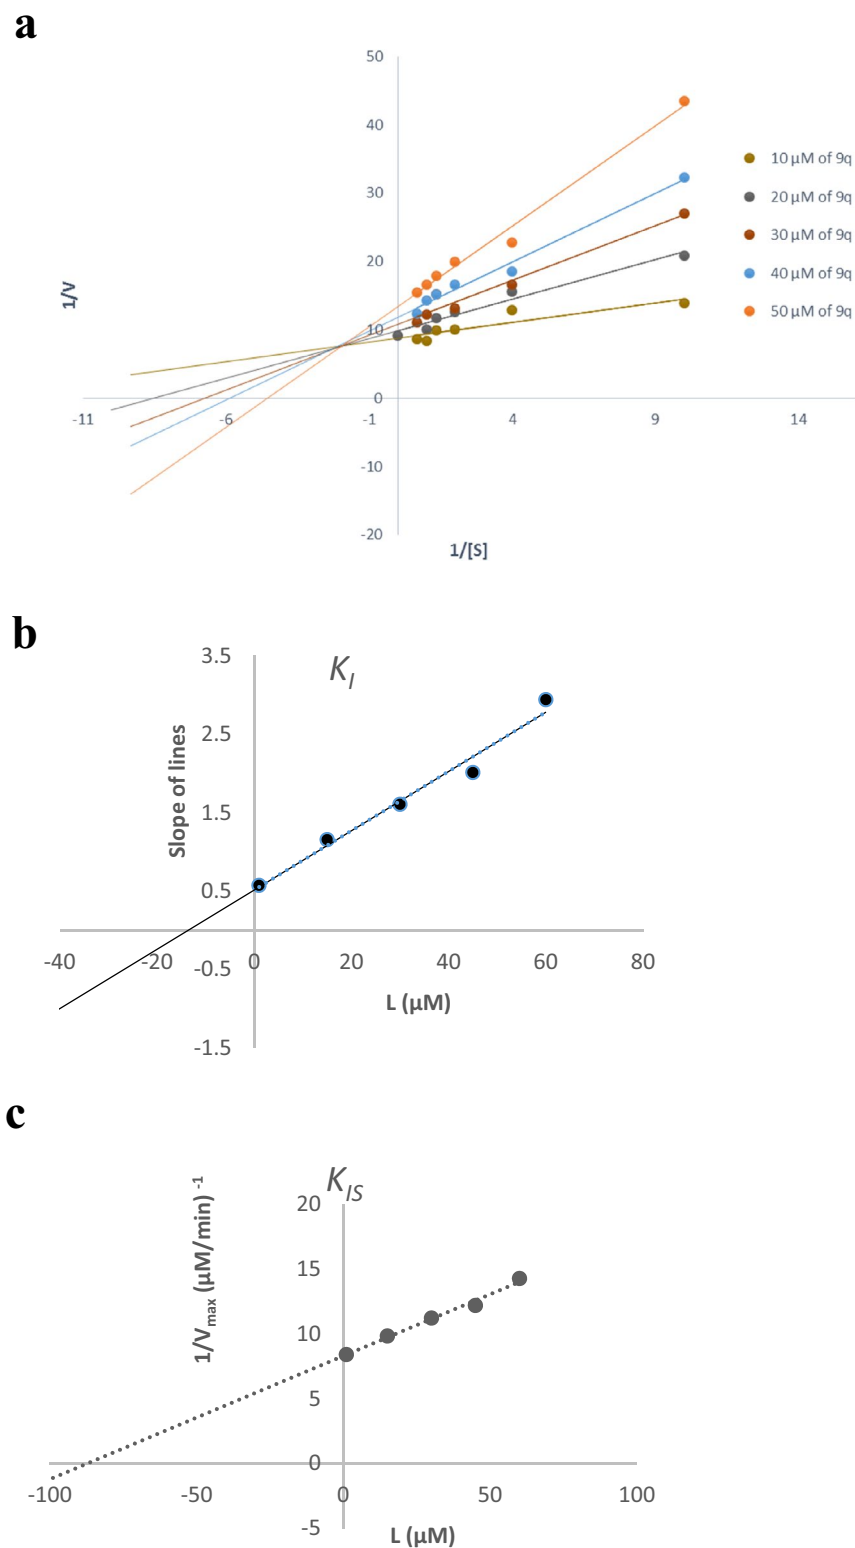 a
50
40
30
20
10
0
-10
-20
-11
-6
-1
4
9
14
1/V
1/[S]
10 µM of 9q
20 µM of 9q
30 µM of 9q
40 µM of 9q
50 µM of 9q
b
K_I
3.5
2.5
1.5
0.5
-0.5
-1.5
-40
-20
0
20
40
60
80
Slope of lines
L (µM)
c
K_IS
20
15
10
5
0
-5
-100
-50
0
50
100
1/Vmax (µM/min) -1
L (µM)